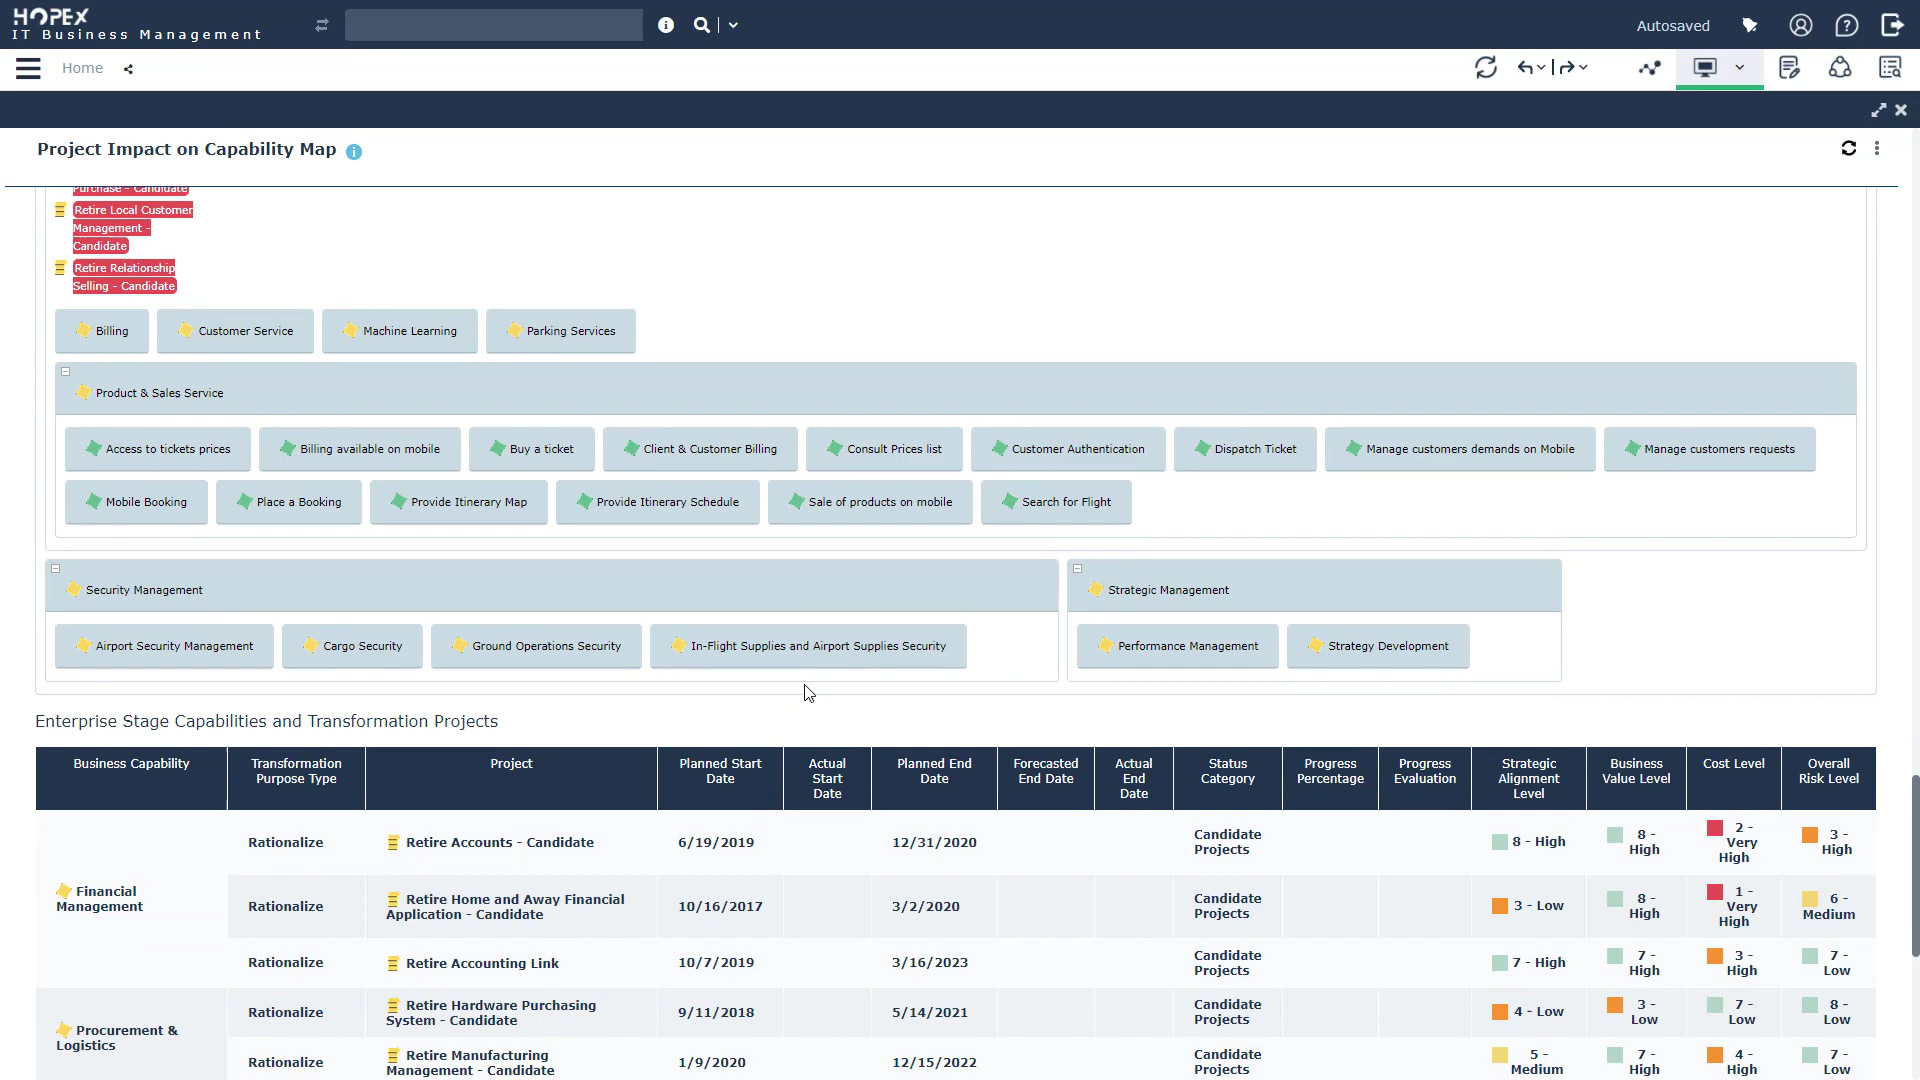 HOPEX
IT Business Management
Autosaved
Home
Project Impact on Capability Map
Purchase - Candidate
Retire Local Customer
Management -
Candidate
Retire Relationship
Selling - Candidate
Billing
Customer Service
Machine Learning
Parking Services
Product & Sales Service
Access to tickets prices
Billing available on mobile
Buy a ticket
Client & Customer Billing
Consult Prices list
Customer Authentication
Dispatch Ticket
Manage customers demands on Mobile
Manage customers requests
Mobile Booking
Place a Booking
Provide Itinerary Map
Provide Itinerary Schedule
Sale of products on mobile
Search for Flight
Security Management
Airport Security Management
Cargo Security
Ground Operations Security
In-Flight Supplies and Airport Supplies Security
Strategic Management
Performance Management
Strategy Development
Enterprise Stage Capabilities and Transformation Projects
Business Capability
Transformation
Purpose Type
Project
Planned Start
Date
Actual
Start
Date
Planned End
Date
Forecasted
End Date
Actual
End
Date
Status
Category
Progress
Percentage
Progress
Evaluation
Strategic
Alignment
Level
Business
Value Level
Cost Level
Overall
Risk Level
Financial
Management
Rationalize
Retire Accounts - Candidate
6/19/2019
12/31/2020
Candidate
Projects
8 - High
8 -
High
2 -
Very
High
3 -
High
Rationalize
Retire Home and Away Financial
Application - Candidate
10/16/2017
3/2/2020
Candidate
Projects
3 - Low
8 -
High
1 -
Very
High
6 -
Medium
Rationalize
Retire Accounting Link
10/7/2019
3/16/2023
Candidate
Projects
7 - High
7 -
High
3 -
High
7 -
Low
Procurement &
Logistics
Rationalize
Retire Hardware Purchasing
System - Candidate
9/11/2018
5/14/2021
Candidate
Projects
4 - Low
3 -
Low
7 -
Low
8 -
Low
Rationalize
Retire Manufacturing
Management - Candidate
1/9/2020
12/15/2022
Candidate
Projects
5 -
Medium
7 -
High
4 -
High
7 -
Low